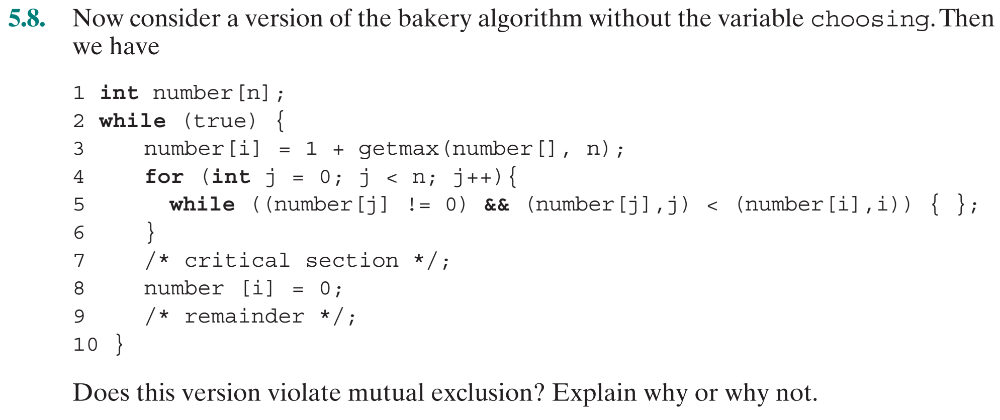 5.8. Now consider a version of the bakery algorithm without the variable choosing. Then
we have
1 int number[n];
2 while (true) {
3 number[i] = 1 + getmax(number[], n);
4 for (int j = 0; j < n; j++){
5 while ((number[j] != 0) && (number[j],j) < (number[i],i)) { };
6 }
7 /* critical section */;
8 number [i] = 0;
9 /* remainder */;
10 }
Does this version violate mutual exclusion? Explain why or why not.